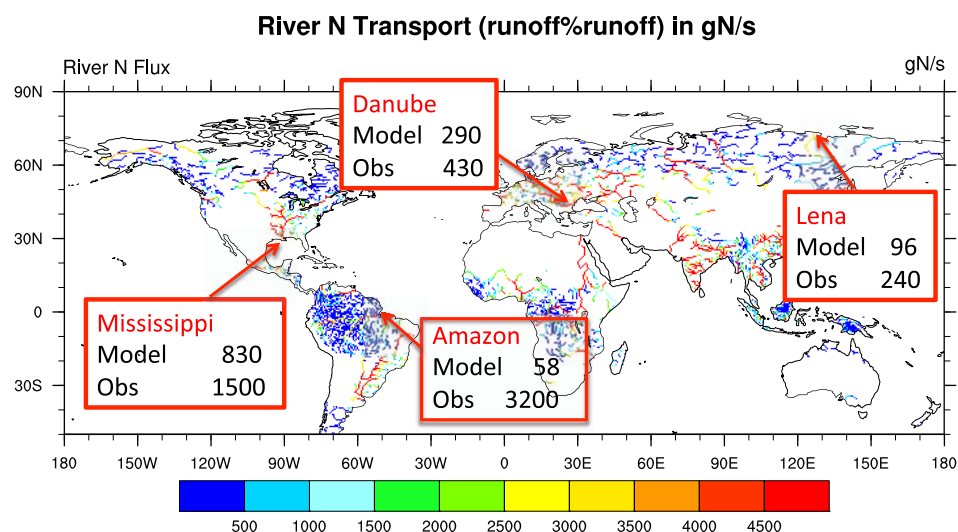 River N Transport (runoff%runoff) in gN/s
River N Flux
gN/s
90N
60N
30N
0
30S
Danube
Model 290
Obs 430
Lena
Model 96
Obs 240
Mississippi
Model 830
Obs 1500
Amazon
Model 58
Obs 3200
180 150W 120W 90W 60W 30W 0 30E 60E 90E 120E 150E 180
500 1000 1500 2000 2500 3000 3500 4000 4500